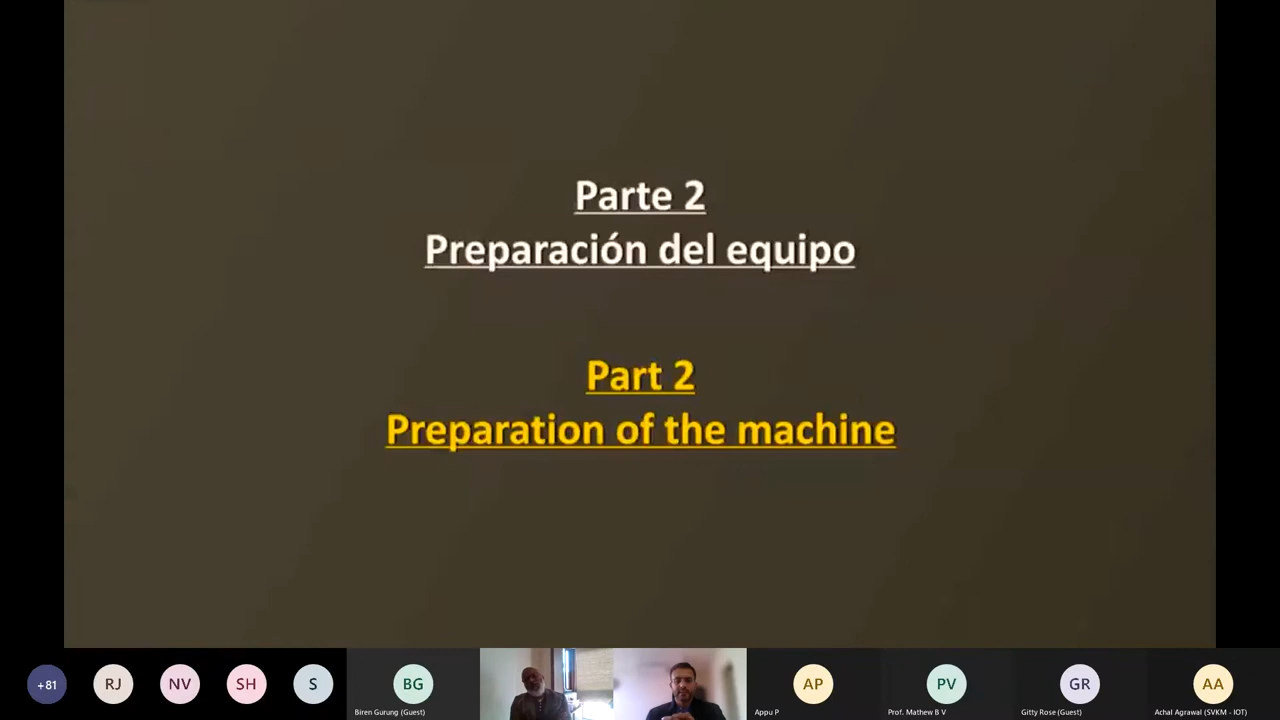 Parte 2
Preparación del equipo
Part 2
Preparation of the machine
+81
RJ
NV
SH
S
BG
Biren Gurung (Guest)
AP
Appu P
PV
Prof. Mathew B V
GR
Gitty Rose (Guest)
AA
Achal Agrawal (SVKM - IOT)